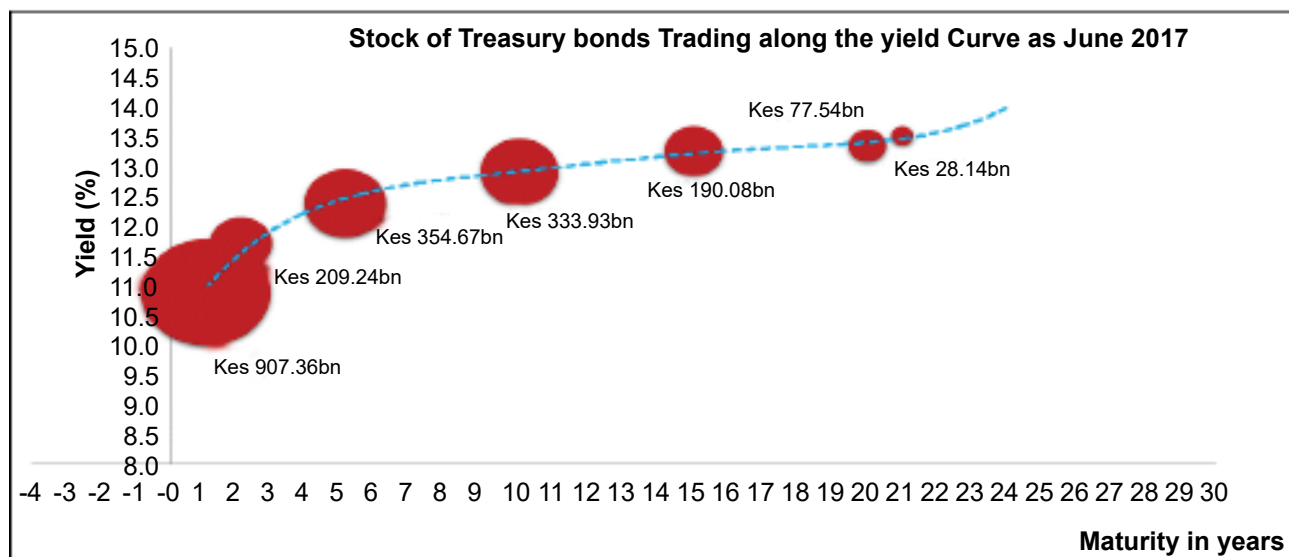 Stock of Treasury bonds Trading along the yield Curve as June 2017
Yield (%)
15.0
14.5
14.0
13.5
13.0
12.5
12.0
11.5
11.0
10.5
10.0
9.5
9.0
8.5
8.0
Kes 77.54bn
Kes 28.14bn
Kes 190.08bn
Kes 333.93bn
Kes 354.67bn
Kes 209.24bn
Kes 907.36bn
-4 -3 -2 -1 -0 1 2 3 4 5 6 7 8 9 10 11 12 13 14 15 16 17 18 19 20 21 22 23 24 25 26 27 28 29 30
Maturity in years